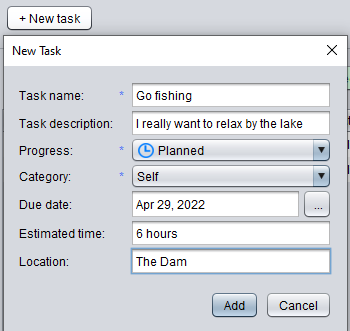 + New task
New Task
Task name: * Go fishing
Task description: I really want to relax by the lake
Progress: * Planned
Category: * Self
Due date: Apr 29, 2022 ...
Estimated time: 6 hours
Location: The Dam
Add Cancel